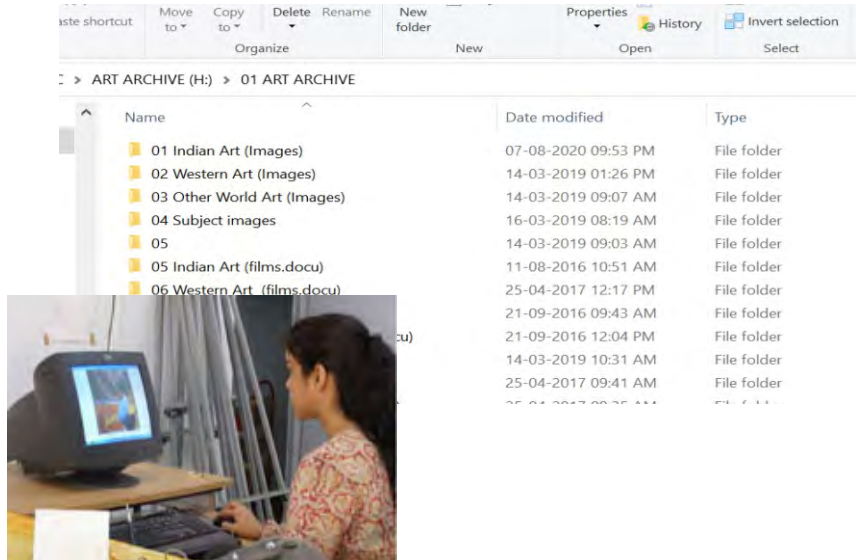 Move Copy Delete Rename New Properties
aste shortcut to to folder History Invert selection
Organize New Open Select
> ART ARCHIVE (H:) > 01 ART ARCHIVE
Name Date modified Type
01 Indian Art (Images) 07-08-2020 09:53 PM File folder
02 Western Art (Images) 14-03-2019 01:26 PM File folder
03 Other World Art (Images) 14-03-2019 09:07 AM File folder
04 Subject images 16-03-2019 08:19 AM File folder
05 14-03-2019 09:03 AM File folder
05 Indian Art (films.docu) 11-08-2016 10:51 AM File folder
06 Western Art (films.docu) 25-04-2017 12:17 PM File folder
21-09-2016 09:43 AM File folder
cu) 21-09-2016 12:04 PM File folder
14-03-2019 10:31 AM File folder
25-04-2017 09:41 AM File folder